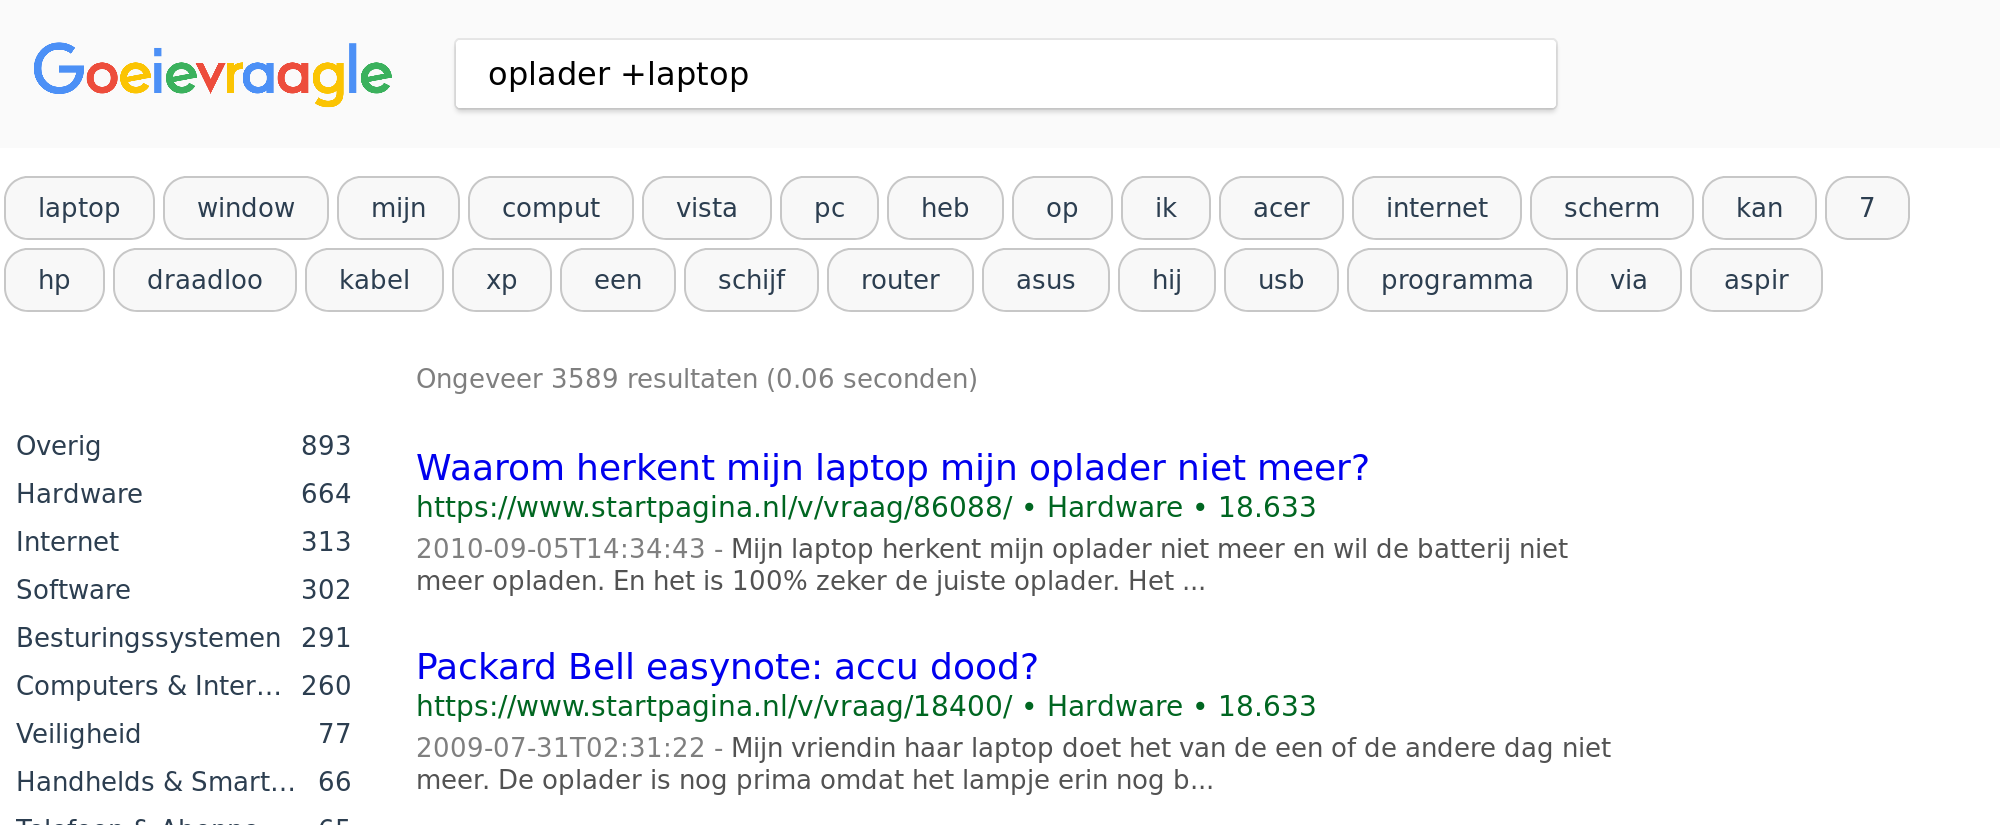 Goeievraagle
oplader +laptop
laptop window mijn comput vista pc heb op ik acer internet scherm kan 7
hp draadloo kabel xp een schijf router asus hij usb programma via aspir
Ongeveer 3589 resultaten (0.06 seconden)
Overig 893
Hardware 664
Internet 313
Software 302
Besturingssystemen 291
Computers & Inter... 260
Veiligheid 77
Handhelds & Smart... 66
Waarom herkent mijn laptop mijn oplader niet meer?
https://www.startpagina.nl/v/vraag/86088/ • Hardware • 18.633
2010-09-05T14:34:43 - Mijn laptop herkent mijn oplader niet meer en wil de batterij niet
meer opladen. En het is 100% zeker de juiste oplader. Het ...
Packard Bell easynote: accu dood?
https://www.startpagina.nl/v/vraag/18400/ • Hardware • 18.633
2009-07-31T02:31:22 - Mijn vriendin haar laptop doet het van de een of de andere dag niet
meer. De oplader is nog prima omdat het lampje erin nog b...